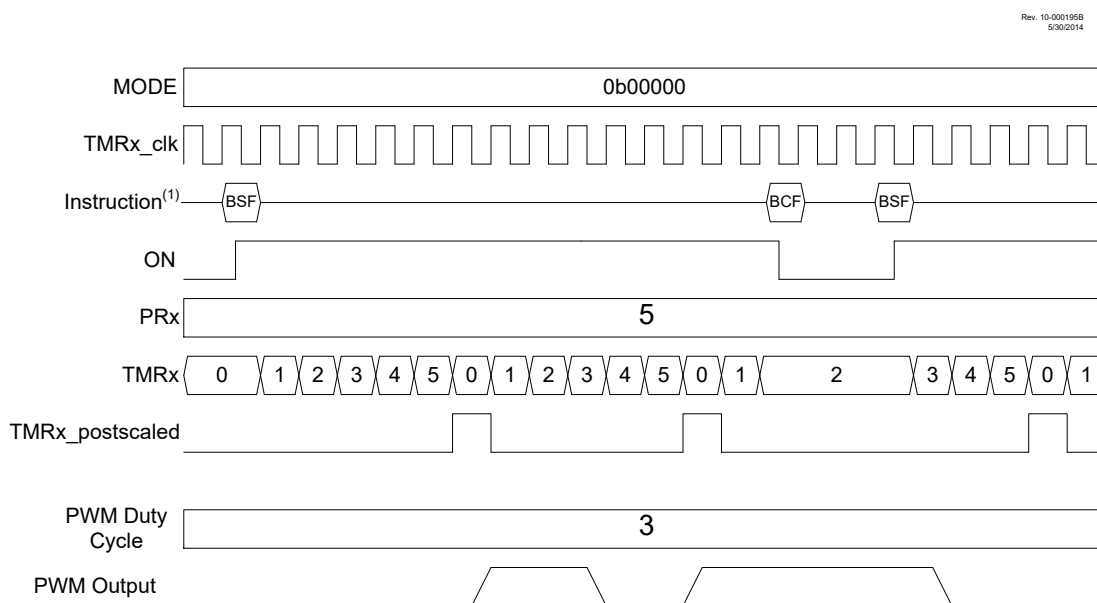 Rev. 10-000195B
5/30/2014
MODE 0b00000
TMRx_clk
Instruction(1) BSF BCF BSF
ON
PRx 5
TMRx 0 1 2 3 4 5 0 1 2 3 4 5 0 1 2 3 4 5 0 1
TMRx_postscaled
PWM Duty
Cycle 3
PWM Output